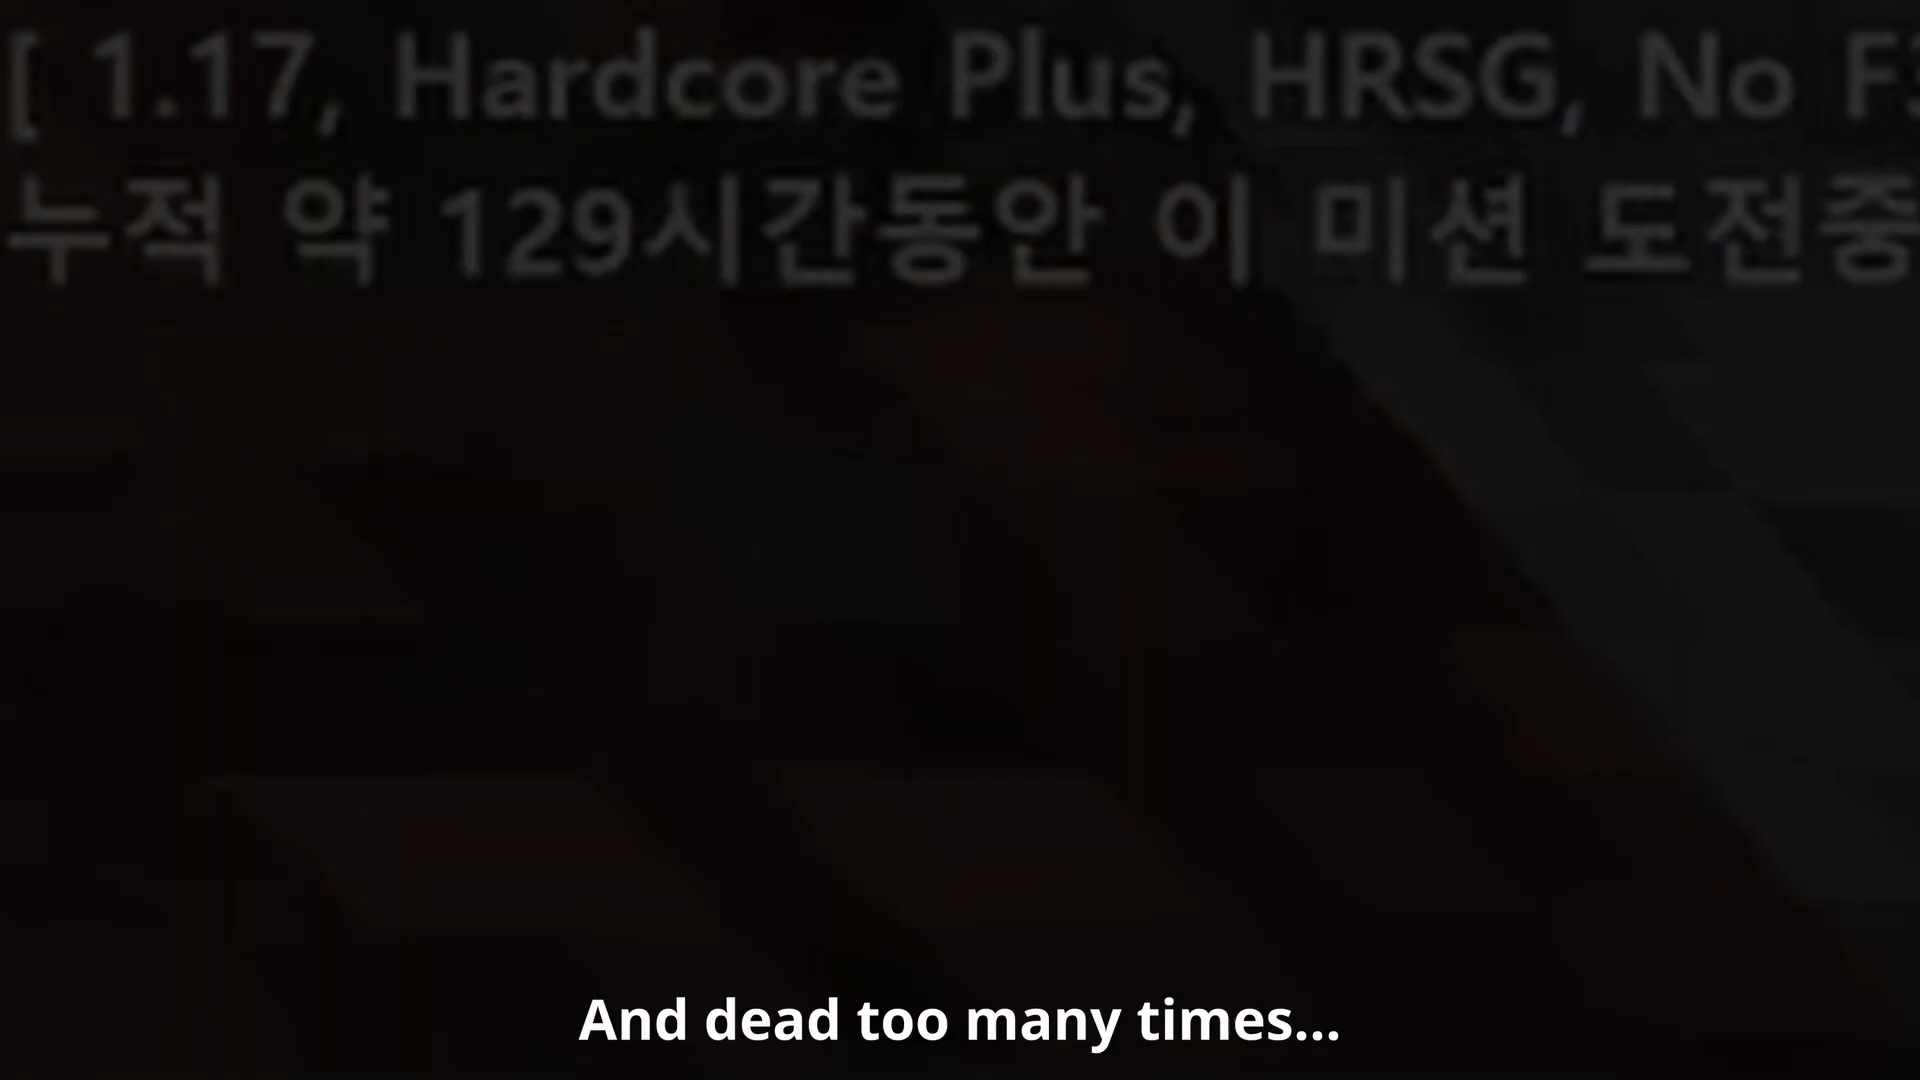 [ 1.17, Hardcore Plus, HRSG, No F3
누적 약 129시간동안 이 미션 도전중
And dead too many times...